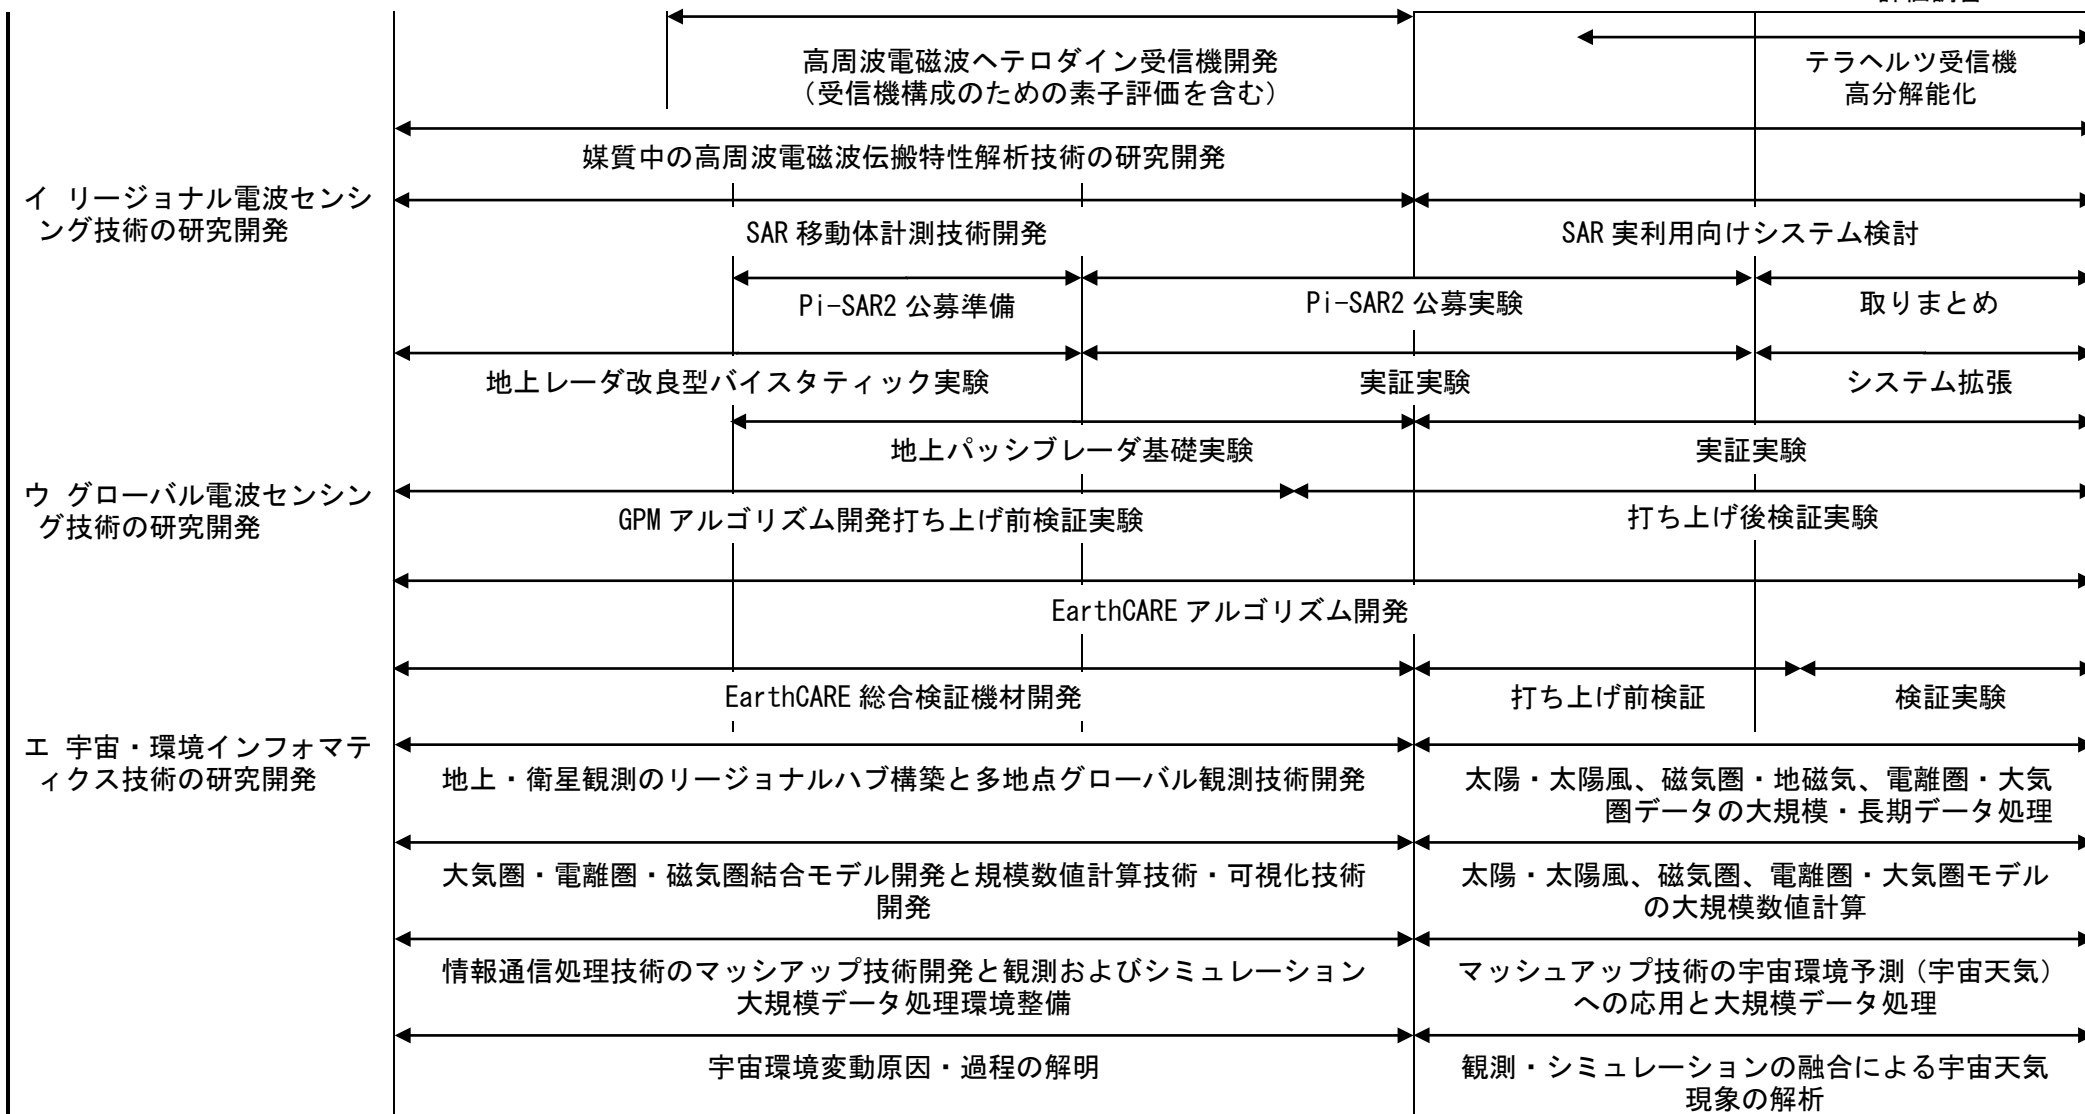 高周波電磁波ヘテロダイン受信機開発
（受信機構成のための素子評価を含む）
テラヘルツ受信機
高分解能化
媒質中の高周波電磁波伝搬特性解析技術の研究開発
イ リージョナル電波センシ
ング技術の研究開発
SAR 移動体計測技術開発
SAR 実利用向けシステム検討
Pi-SAR2 公募準備
Pi-SAR2 公募実験
取りまとめ
地上レーダ改良型バイスタティック実験
実証実験
システム拡張
地上パッシブレーダ基礎実験
実証実験
ウ グローバル電波センシン
グ技術の研究開発
GPM アルゴリズム開発打ち上げ前検証実験
打ち上げ後検証実験
EarthCARE アルゴリズム開発
EarthCARE 総合検証機材開発
打ち上げ前検証
検証実験
エ 宇宙・環境インフォマテ
ィクス技術の研究開発
地上・衛星観測のリージョナルハブ構築と多地点グローバル観測技術開発
太陽・太陽風、磁気圏・地磁気、電離圏・大気
圏データの大規模・長期データ処理
大気圏・電離圏・磁気圏結合モデル開発と規模数値計算技術・可視化技術
開発
太陽・太陽風、磁気圏、電離圏・大気圏モデル
の大規模数値計算
情報通信処理技術のマッシアップ技術開発と観測およびシミュレーション
大規模データ処理環境整備
マッシュアップ技術の宇宙環境予測（宇宙天気）
への応用と大規模データ処理
宇宙環境変動原因・過程の解明
観測・シミュレーションの融合による宇宙天気
現象の解析